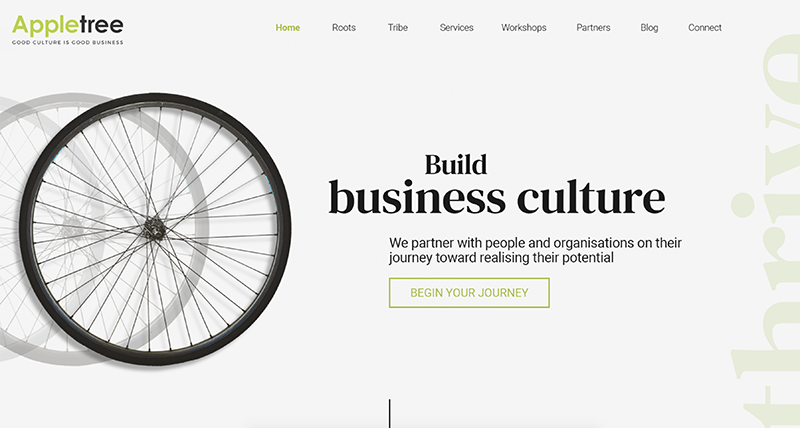 Appletree
GOOD CULTURE IS GOOD BUSINESS
Home Roots Tribe Services Workshops Partners Blog Connect
Build
business culture
We partner with people and organisations on their
journey toward realising their potential
BEGIN YOUR JOURNEY
thrive